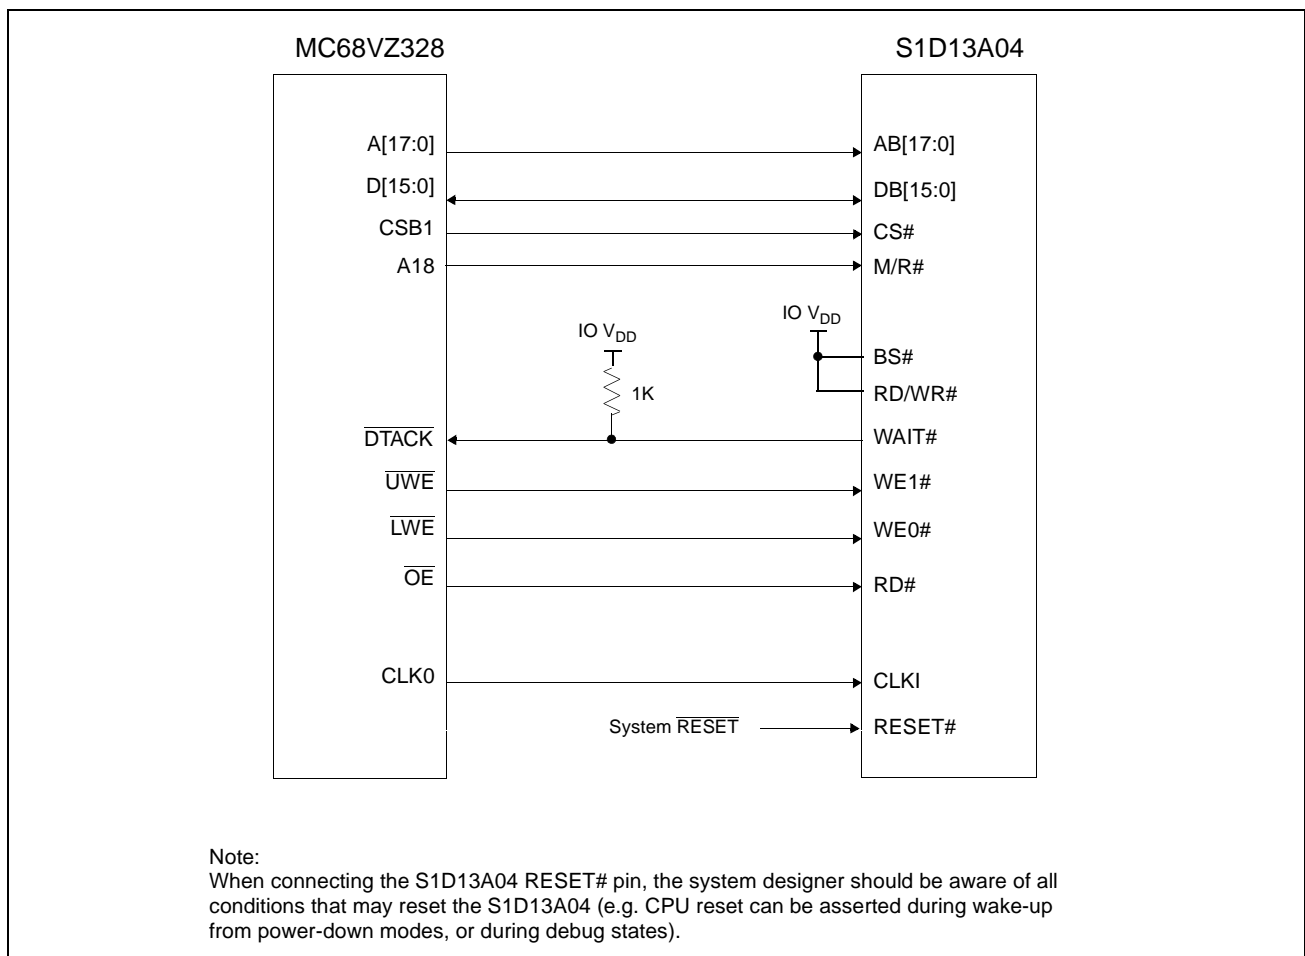 MC68VZ328 S1D13A04
A[17:0] AB[17:0]
D[15:0] DB[15:0]
CSB1 CS#
A18 M/R#
IO VDD
IO VDD
BS#
1K RD/WR#
DTACK WAIT#
UWE WE1#
LWE WE0#
OE RD#
CLK0 CLKI
System RESET RESET#
Note:
When connecting the S1D13A04 RESET# pin, the system designer should be aware of all
conditions that may reset the S1D13A04 (e.g. CPU reset can be asserted during wake-up
from power-down modes, or during debug states).